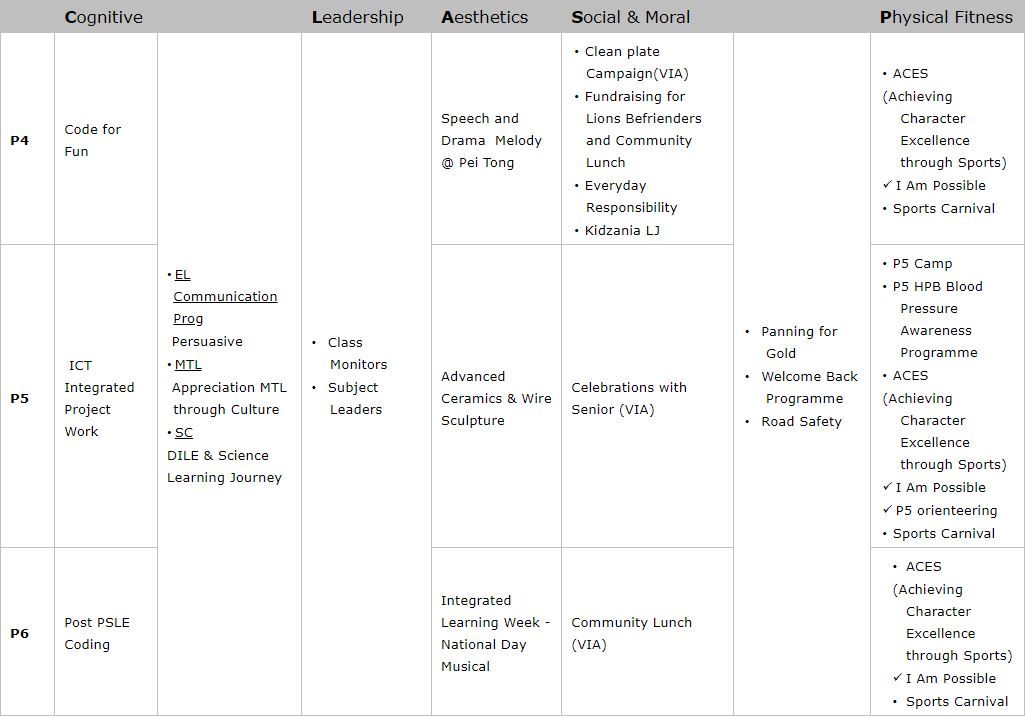 Cognitive Leadership Aesthetics Social & Moral Physical Fitness
P4
Code for
Fun
Speech and
Drama Melody
@ Pei Tong
• Clean plate
Campaign(VIA)
• Fundraising for
Lions Befrienders
and Community
Lunch
• Everyday
Responsibility
• Kidzania LJ
• ACES
(Achieving
Character
Excellence
through Sports)
✓ I Am Possible
• Sports Carnival
P5
ICT
Integrated
Project
Work
• EL
Communication
Prog
Persuasive
• MTL
Appreciation MTL
through Culture
• SC
DILE & Science
Learning Journey
• Class
Monitors
• Subject
Leaders
Advanced
Ceramics & Wire
Sculpture
Celebrations with
Senior (VIA)
• Panning for
Gold
• Welcome Back
Programme
• Road Safety
• P5 Camp
• P5 HPB Blood
Pressure
Awareness
Programme
• ACES
(Achieving
Character
Excellence
through Sports)
✓ I Am Possible
✓ P5 orienteering
• Sports Carnival
P6
Post PSLE
Coding
Integrated
Learning Week -
National Day
Musical
Community Lunch
(VIA)
• ACES
(Achieving
Character
Excellence
through Sports)
✓ I Am Possible
• Sports Carnival